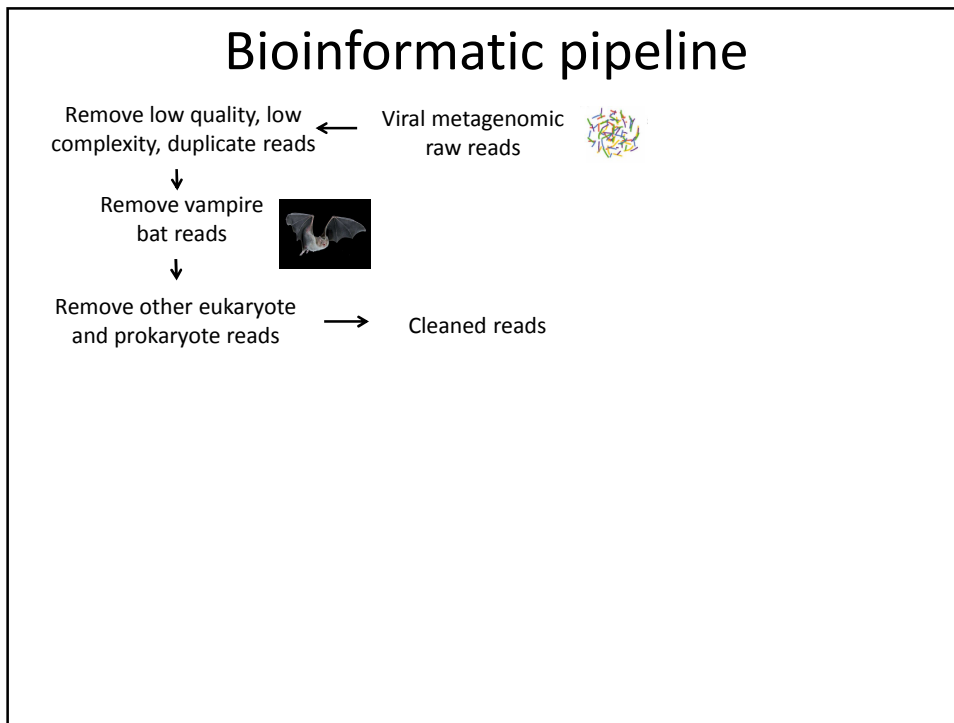 Bioinformatic pipeline
Remove low quality, low
complexity, duplicate reads
Viral metagenomic
raw reads
Remove vampire
bat reads
Remove other eukaryote
and prokaryote reads
Cleaned reads